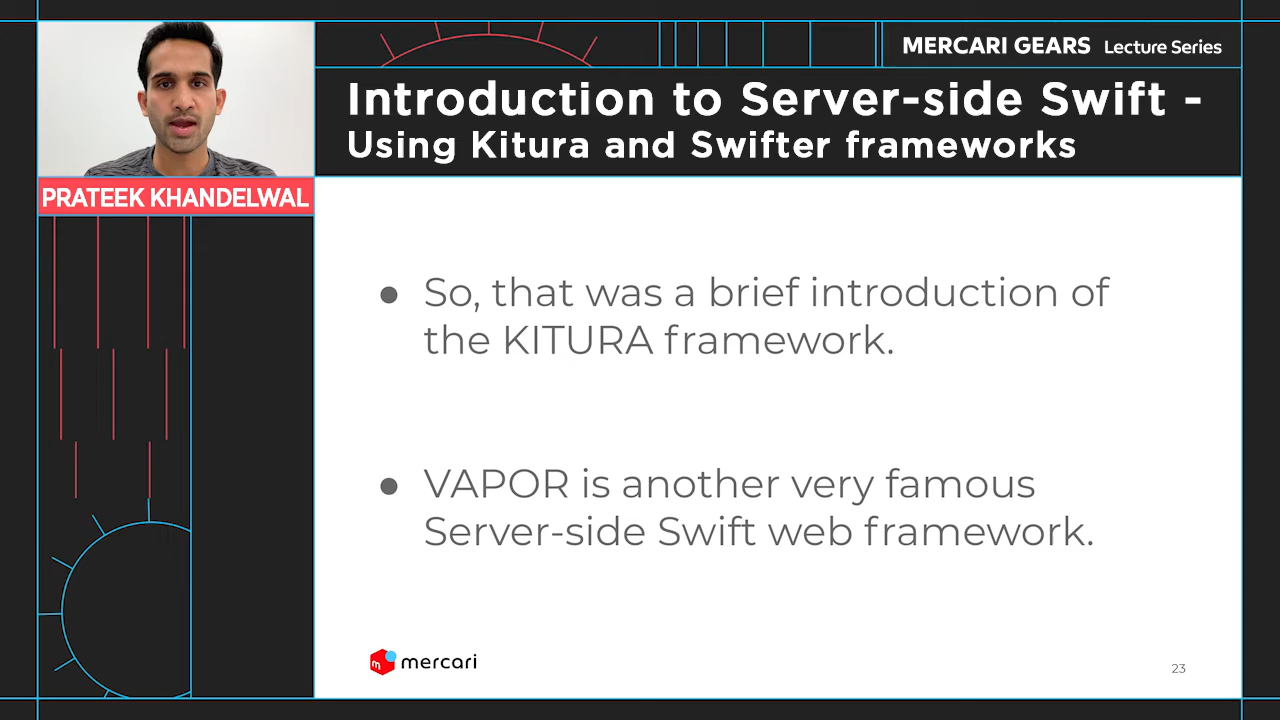 MERCARI GEARS Lecture Series
Introduction to Server-side Swift -
Using Kitura and Swifter frameworks
PRATEEK KHANDELWAL
● So, that was a brief introduction of
the KITURA framework.
● VAPOR is another very famous
Server-side Swift web framework.
m mercari
23